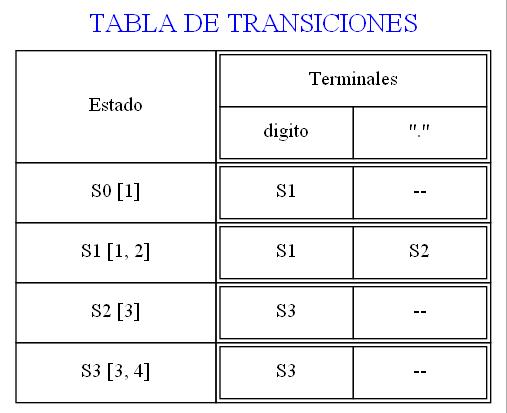 TABLA DE TRANSICIONES
Estado
Terminales
digito "."
S0 [1] S1 --
S1 [1, 2] S1 S2
S2 [3] S3 --
S3 [3, 4] S3 --